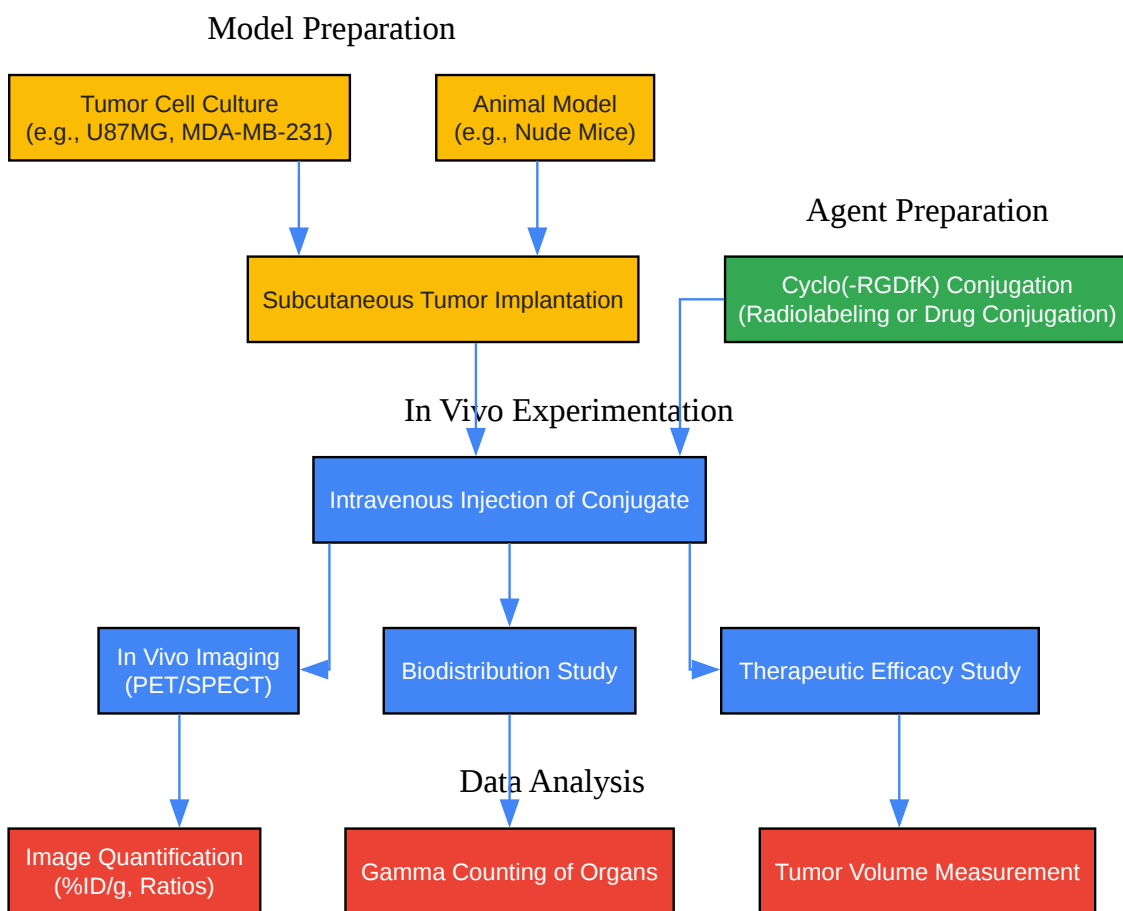 Model Preparation
Tumor Cell Culture
(e.g., U87MG, MDA-MB-231)
Animal Model
(e.g., Nude Mice)
Agent Preparation
Subcutaneous Tumor Implantation
Cyclo(-RGDfK) Conjugation
(Radiolabeling or Drug Conjugation)
In Vivo Experimentation
Intravenous Injection of Conjugate
In Vivo Imaging
(PET/SPECT)
Biodistribution Study
Therapeutic Efficacy Study
Data Analysis
Image Quantification
(%ID/g, Ratios)
Gamma Counting of Organs
Tumor Volume Measurement